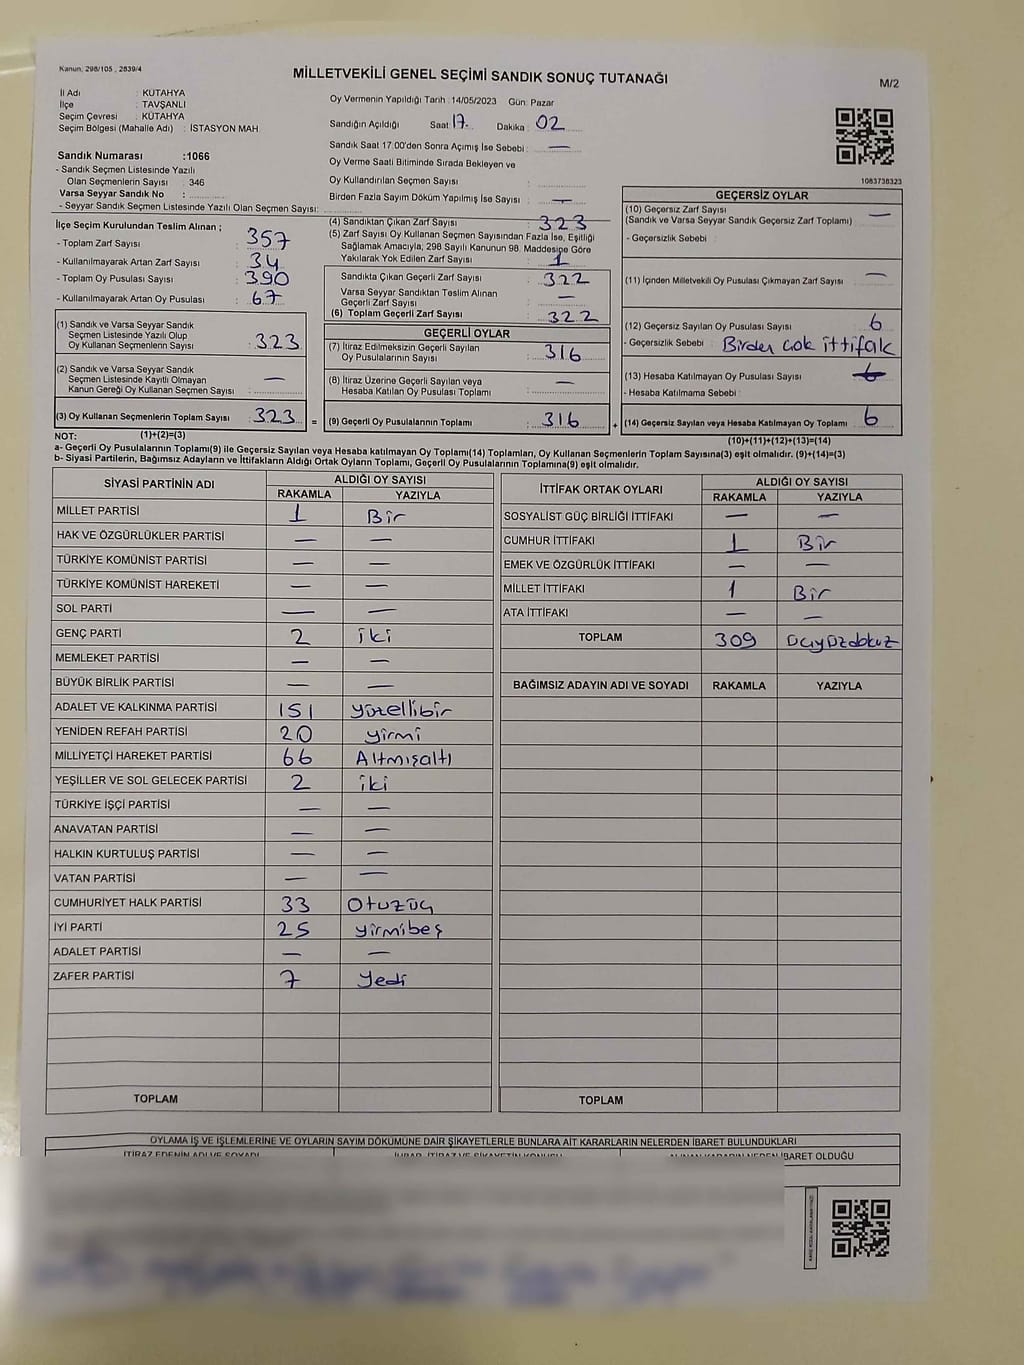 Kanun, 298/105 , 2839/4
MİLLETVEKİLİ GENEL SEÇİMİ SANDIK SONUÇ TUTANAĞI
M/2
İl Adı : KÜTAHYA
İlçe : TAVŞANLI
Seçim Çevresi : KÜTAHYA
Seçim Bölgesi (Mahalle Adı) : İSTASYON MAH.
Oy Vermenin Yapıldığı Tarih : 14/05/2023 Gün: Pazar
Sandığın Açıldığı Saat: 17. Dakika : 02
Sandık Saat 17.00'den Sonra Açımış İse Sebebi : —
Oy Verme Saati Bitiminde Sırada Bekleyen ve
Oy Kullandırılan Seçmen Sayısı :
Birden Fazla Sayım Döküm Yapılmış İse Sayısı : —
1083738323
Sandık Numarası :1066
- Sandık Seçmen Listesinde Yazılı
Olan Seçmenlerin Sayısı : 346
Varsa Seyyar Sandık No :
- Seyyar Sandık Seçmen Listesinde Yazılı Olan Seçmen Sayısı:
İlçe Seçim Kurulundan Teslim Alınan ;
- Toplam Zarf Sayısı : 357
- Kullanılmayarak Artan Zarf Sayısı : 34
- Toplam Oy Pusulası Sayısı : 390
- Kullanılmayarak Artan Oy Pusulası : 67
(1) Sandık ve Varsa Seyyar Sandık
Seçmen Listesinde Yazılı Olup
Oy Kullanan Seçmenlerin Sayısı : 323
(2) Sandık ve Varsa Seyyar Sandık
Seçmen Listesinde Kayıtlı Olmayan
Kanun Gereği Oy Kullanan Seçmen Sayısı : —
(3) Oy Kullanan Seçmenlerin Toplam Sayısı : 323 =
(1)+(2)=(3)
(4) Sandıktan Çıkan Zarf Sayısı : 323
(5) Zarf Sayısı Oy Kullanan Seçmen Sayısından Fazla İse, Eşitliği
Sağlamak Amacıyla, 298 Sayılı Kanunun 98. Maddesine Göre
Yakılarak Yok Edilen Zarf Sayısı : 1
Sandıkta Çıkan Geçerli Zarf Sayısı : 322
Varsa Seyyar Sandıktan Teslim Alınan
Geçerli Zarf Sayısı : —
(6) Toplam Geçerli Zarf Sayısı : 322
GEÇERLİ OYLAR
(7) İtiraz Edilmeksizin Geçerli Sayılan
Oy Pusulalarının Sayısı : 316
(8) İtiraz Üzerine Geçerli Sayılan veya
Hesaba Katılan Oy Pusulası Toplamı : —
(9) Geçerli Oy Pusulalarının Toplamı : 316 +
GEÇERSİZ OYLAR
(10) Geçersiz Zarf Sayısı —
(Sandık ve Varsa Seyyar Sandık Geçersiz Zarf Toplamı)
- Geçersizlik Sebebi :
(11) İçinden Milletvekili Oy Pusulası Çıkmayan Zarf Sayısı : —
(12) Geçersiz Sayılan Oy Pusulası Sayısı : 6
- Geçersizlik Sebebi : Birden cok ittifak
(13) Hesaba Katılmayan Oy Pusulası Sayısı :
- Hesaba Katılmama Sebebi :
(14) Geçersiz Sayılan veya Hesaba Katılmayan Oy Toplamı : 6
(10)+(11)+(12)+(13)=(14)
NOT:
a- Geçerli Oy Pusulalarının Toplamı(9) ile Geçersiz Sayılan veya Hesaba katılmayan Oy Toplamı(14) Toplamları, Oy Kullanan Seçmenlerin Toplam Sayısına(3) eşit olmalıdır. (9)+(14)=(3)
b- Siyasi Partilerin, Bağımsız Adayların ve İttifakların Aldığı Ortak Oyların Toplamı, Geçerli Oy Pusulalarının Toplamına(9) eşit olmalıdır.
SİYASİ PARTİNİN ADI ALDIĞI OY SAYISI
RAKAMLA YAZIYLA
MİLLET PARTİSİ 1 Bir
HAK VE ÖZGÜRLÜKLER PARTİSİ — —
TÜRKİYE KOMÜNİST PARTİSİ — —
TÜRKİYE KOMÜNİST HAREKETİ — —
SOL PARTİ — —
GENÇ PARTİ 2 iki
MEMLEKET PARTİSİ — —
BÜYÜK BİRLİK PARTİSİ — —
ADALET VE KALKINMA PARTİSİ 151 yüzellibir
YENİDEN REFAH PARTİSİ 20 yirmi
MİLLİYETÇİ HAREKET PARTİSİ 66 Altmışaltı
YEŞİLLER VE SOL GELECEK PARTİSİ 2 iki
TÜRKİYE İŞÇİ PARTİSİ — —
ANAVATAN PARTİSİ — —
HALKIN KURTULUŞ PARTİSİ — —
VATAN PARTİSİ — —
CUMHURİYET HALK PARTİSİ 33 Otuzüç
İYİ PARTİ 25 yirmibeş
ADALET PARTİSİ — —
ZAFER PARTİSİ 7 Yedi
TOPLAM
İTTİFAK ORTAK OYLARI ALDIĞI OY SAYISI
RAKAMLA YAZIYLA
SOSYALİST GÜÇ BİRLİĞİ İTTİFAKI — —
CUMHUR İTTİFAKI 1 Bir
EMEK VE ÖZGÜRLÜK İTTİFAKI — —
MİLLET İTTİFAKI 1 Bir
ATA İTTİFAKI — —
TOPLAM 309 üçyüzdokuz
BAĞIMSIZ ADAYIN ADI VE SOYADI RAKAMLA YAZIYLA
TOPLAM
OYLAMA İŞ VE İŞLEMLERİNE VE OYLARIN SAYIM DÖKÜMÜNE DAİR ŞİKAYETLERLE BUNLARA AİT KARARLARIN NELERDEN İBARET BULUNDUKLARI
İTİRAZ EDENİN ADI VE SOYADI İHBAR, İTİRAZ VE ŞİKAYETİN KONUSU ALINAN KARARIN NEDEN İBARET OLDUĞU